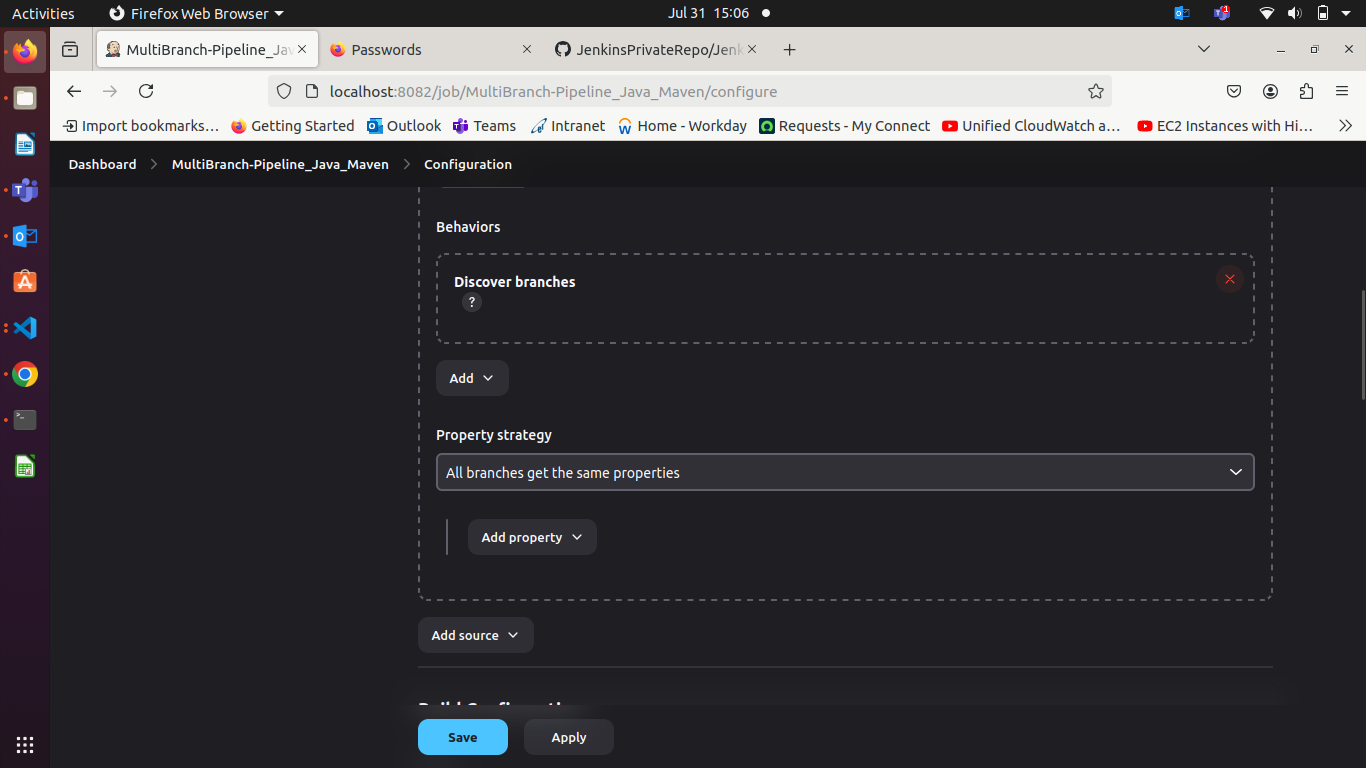 Activities Firefox Web Browser Jul 31 15:06 1
MultiBranch-Pipeline_Jav Passwords JenkinsPrivateRepo/Jenk
localhost:8082/job/MultiBranch-Pipeline_Java_Maven/configure
Import bookmarks… Getting Started Outlook Teams Intranet Home - Workday Requests - My Connect Unified CloudWatch a… EC2 Instances with Hi…
Dashboard MultiBranch-Pipeline_Java_Maven Configuration
Behaviors
Discover branches
?
Add
Property strategy
All branches get the same properties
Add property
Add source
Build Configuration
Save Apply